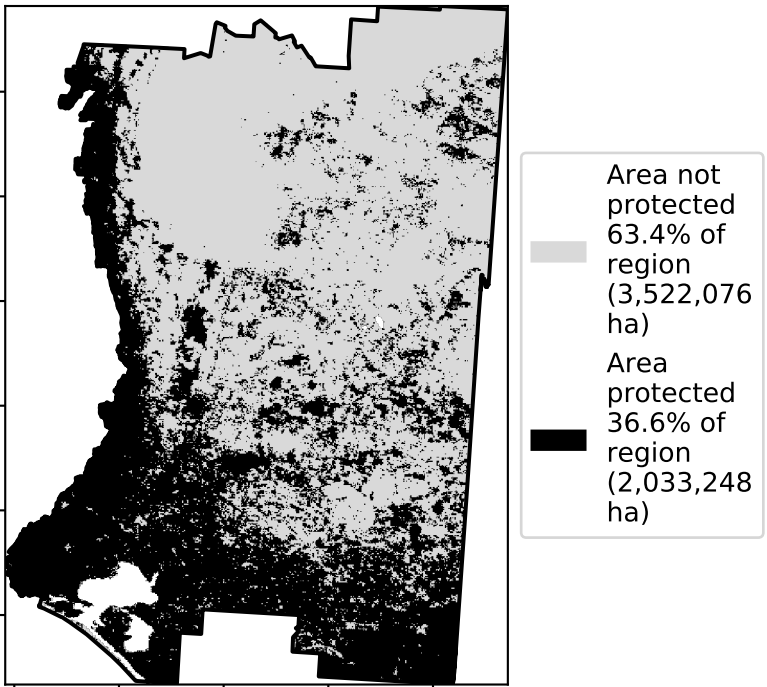 Area not
protected
63.4% of
region
(3,522,076
ha)
Area
protected
36.6% of
region
(2,033,248
ha)